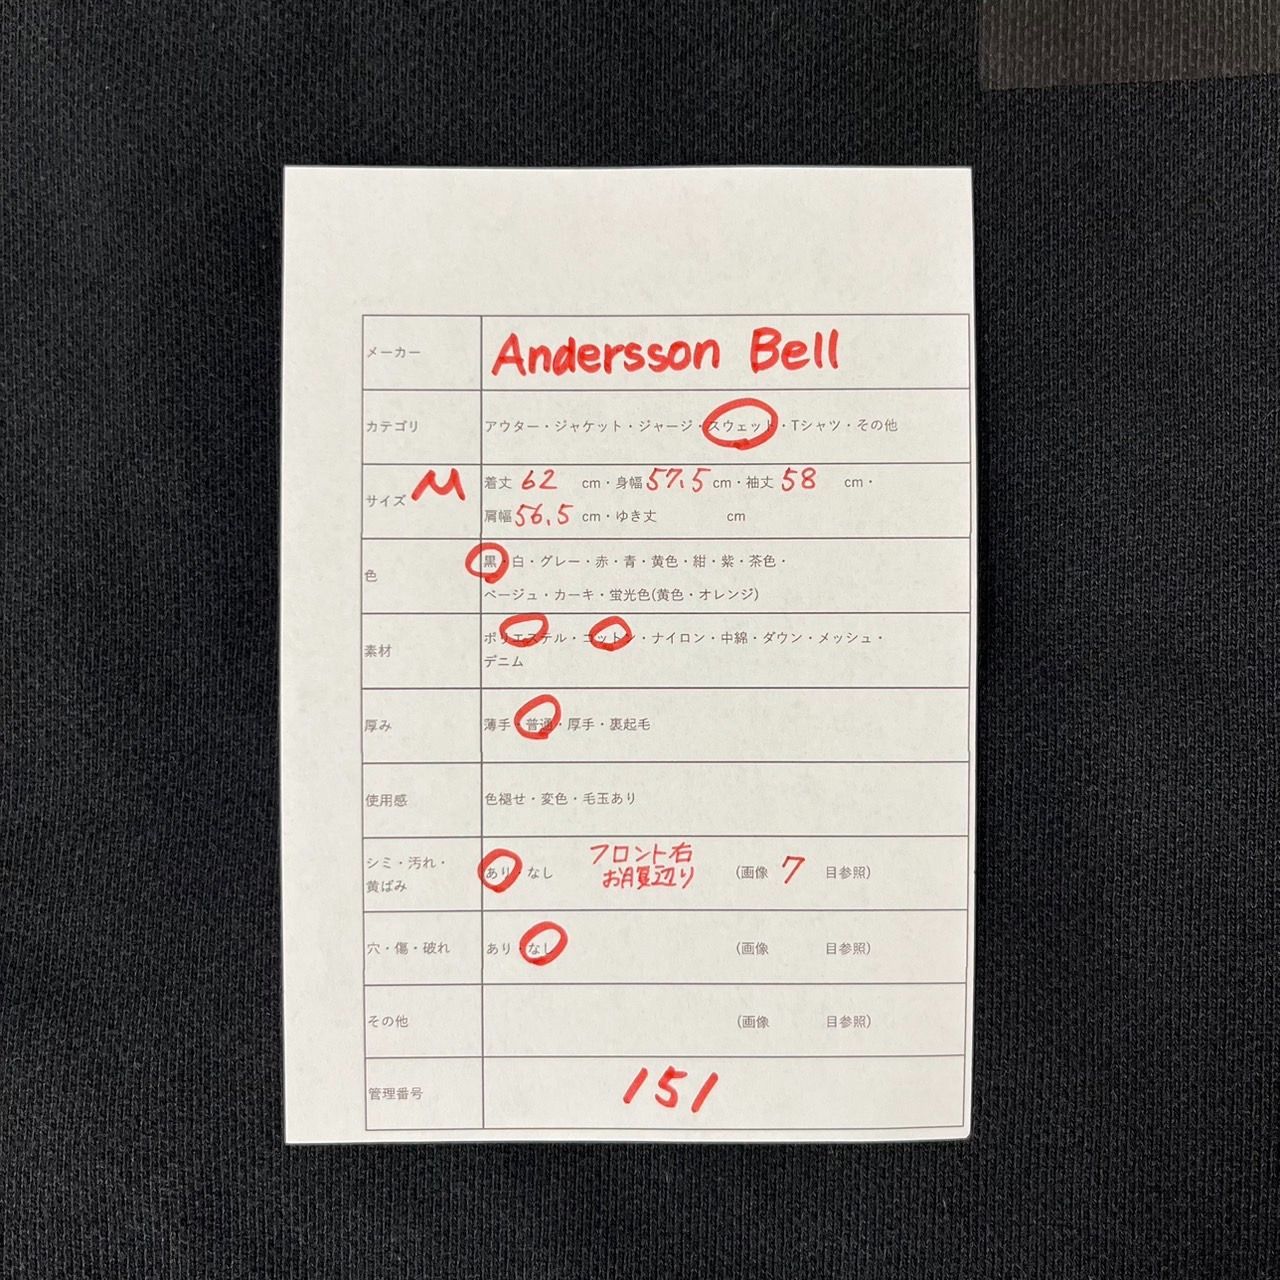 メーカー Andersson Bell
カテゴリ アウター・ジャケット・ジャージ・スウェット・Tシャツ・その他
サイズ M 着丈 62 cm・身幅 57.5 cm・袖丈 58 cm・
肩幅 56.5 cm・ゆき丈 cm
色 黒・白・グレー・赤・青・黄色・紺・紫・茶色・
ベージュ・カーキ・蛍光色(黄色・オレンジ)
素材 ポリエステル・コットン・ナイロン・中綿・ダウン・メッシュ・
デニム
厚み 薄手・普通・厚手・裏起毛
使用感 色褪せ・変色・毛玉あり
シミ・汚れ・
黄ばみ
あり・なし フロント右
お腹辺り
(画像 7 目参照)
穴・傷・破れ あり・なし (画像 目参照)
その他 (画像 目参照)
管理番号 151